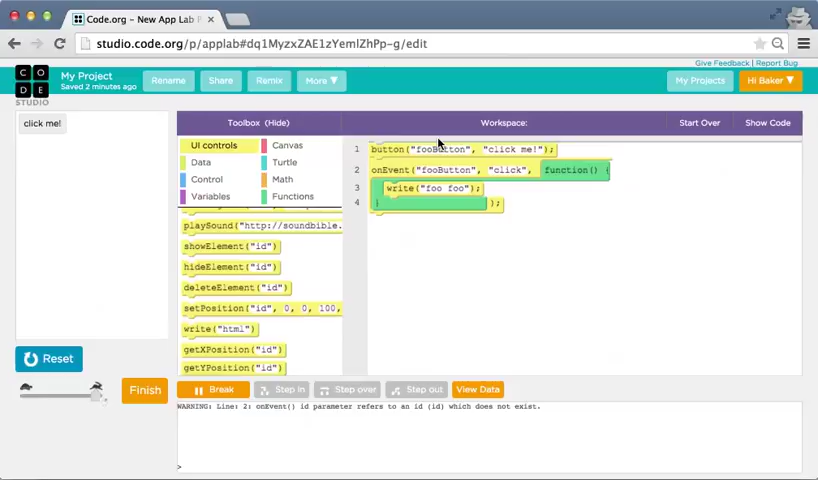 Code.org - New App Lab P
studio.code.org/p/applab#dq1MyzxZAE1zYemlZhPp-g/edit
Give Feedback | Report Bug
CODE
STUDIO
My Project
Saved 2 minutes ago
Rename
Share
Remix
More ▼
My Projects
Hi Baker ▼
click me!
Toolbox (Hide)
Workspace:
Start Over
Show Code
UI controls
Canvas
Data
Turtle
Control
Math
Variables
Functions
playSound("http://soundbible.
showElement("id")
hideElement("id")
deleteElement("id")
setPosition("id", 0, 0, 100,
write("html")
getXPosition("id")
getYPosition("id")
1 button("fooButton", "click me!");
2 onEvent("fooButton", "click", function() {
3 write("foo foo");
4 } );
Reset
Finish
Break
Step in
Step over
Step out
View Data
WARNING: Line: 2: onEvent() id parameter refers to an id (id) which does not exist.
>